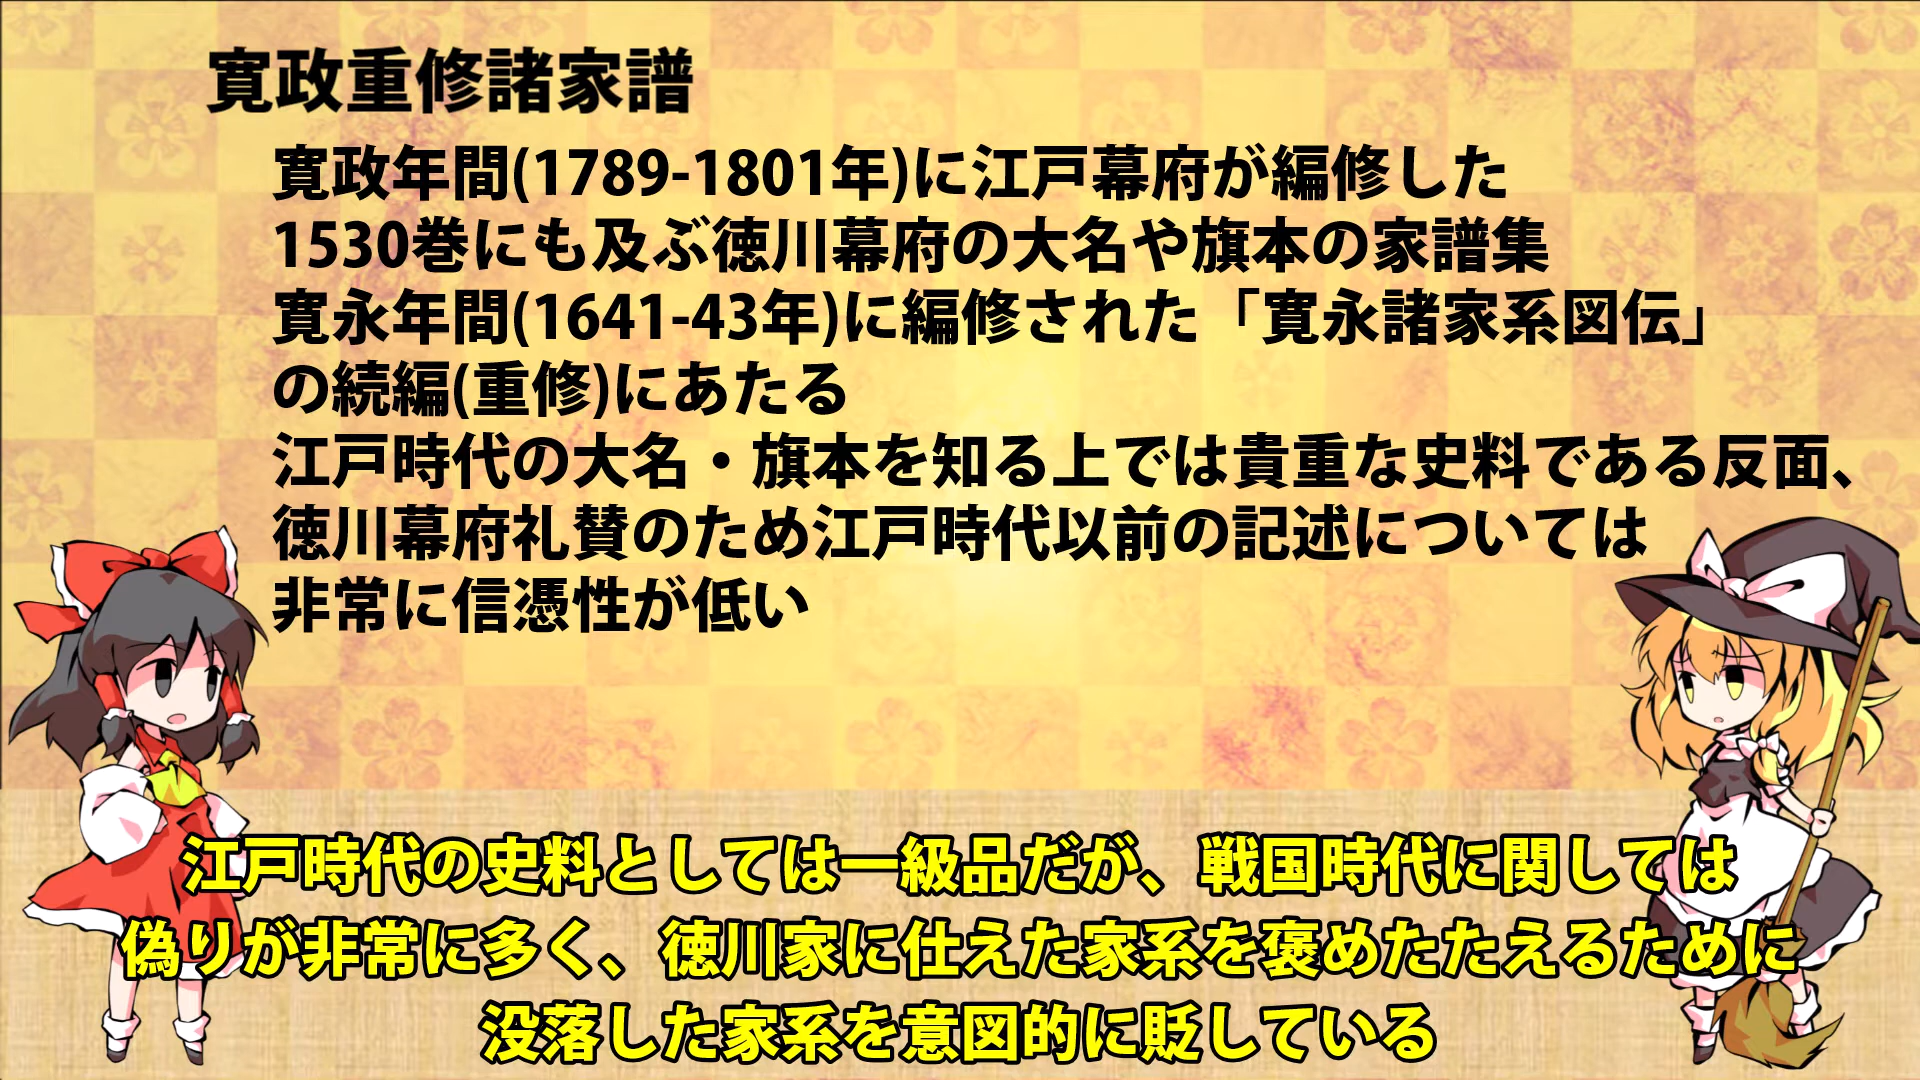 寛政重修諸家譜
寛政年間(1789-1801年)に江戸幕府が編修した
1530巻にも及ぶ徳川幕府の大名や旗本の家譜集
寛永年間(1641-43年)に編修された「寛永諸家系図伝」
の続編(重修)にあたる
江戸時代の大名・旗本を知る上では貴重な史料である反面、
徳川幕府礼賛のため江戸時代以前の記述については
非常に信憑性が低い
江戸時代の史料としては一級品だが、戦国時代に関しては
偽りが非常に多く、徳川家に仕えた家系を褒めたたえるために
没落した家系を意図的に貶している